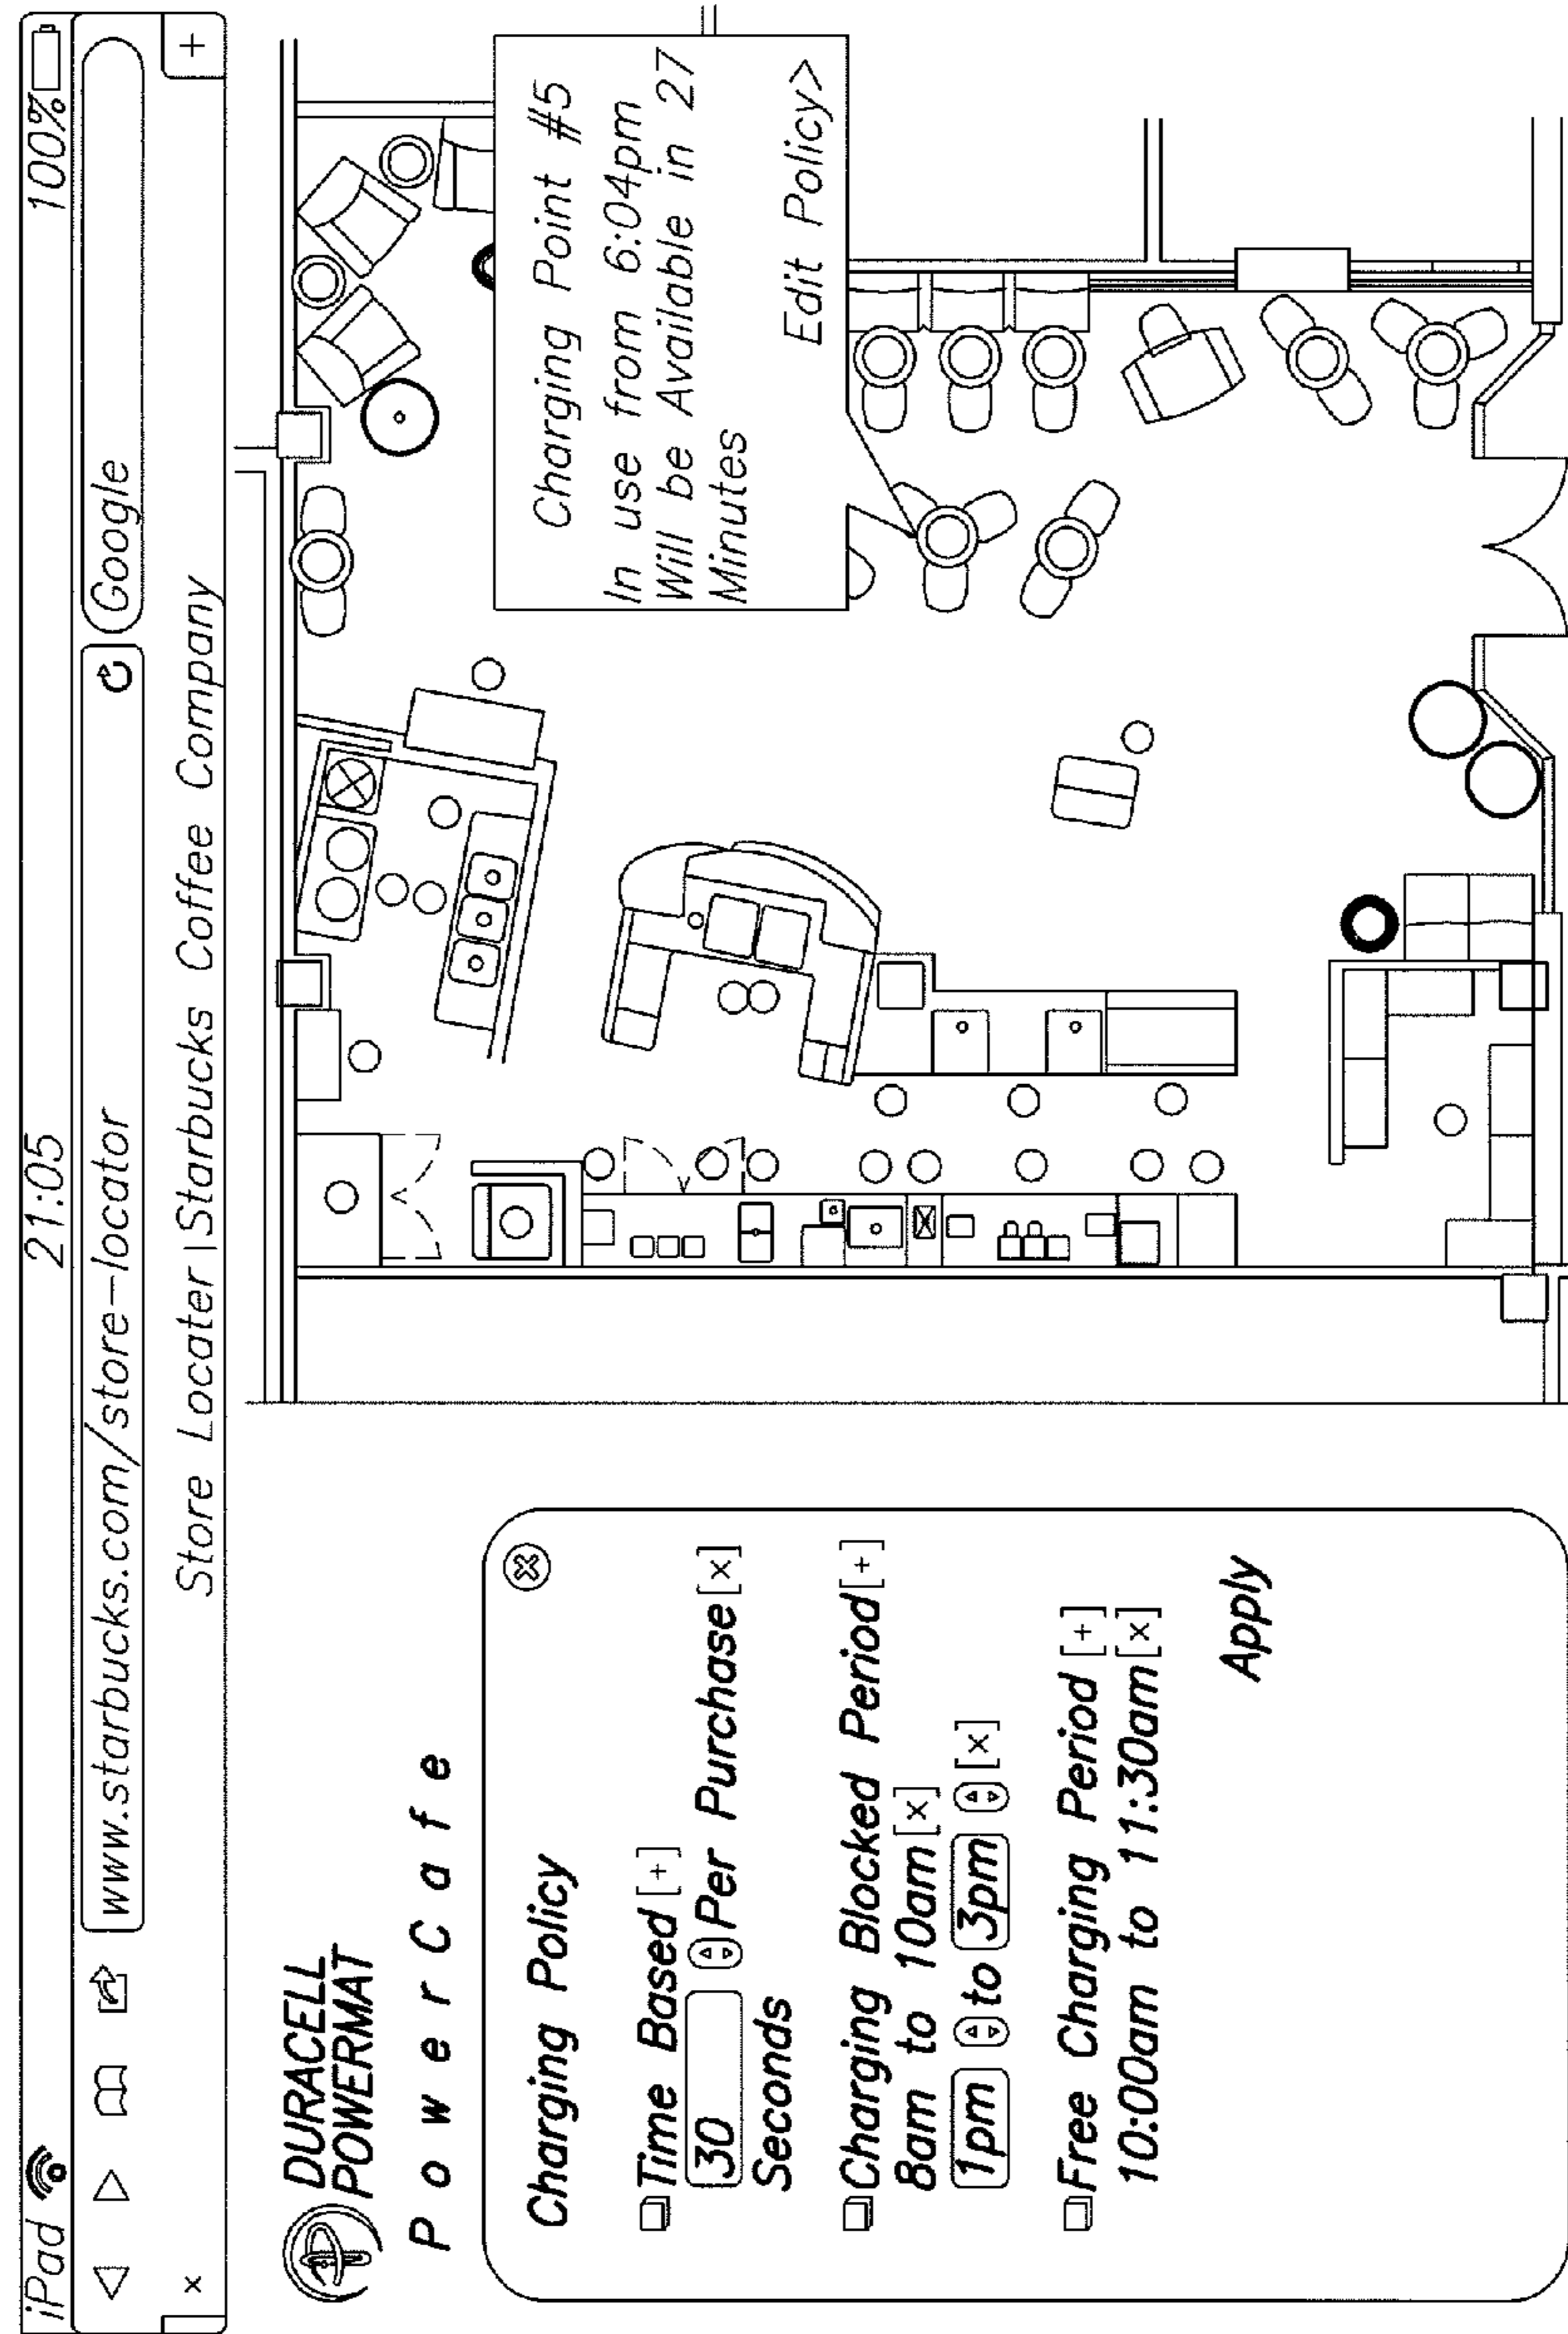 iPad 21:05 100%
www.starbucks.com/store-locator Google
× Store Locater|Starbucks Coffee Company +
DURACELL
POWERMAT
PowerCafe
Charging Policy
Time Based [+]
30 Per Purchase [x]
Seconds
Charging Blocked Period [+]
8am to 10am [x]
1pm to 3pm [x]
Free Charging Period [+]
10:00am to 11:30am [x]
Apply
Charging Point #5
In use from 6:04pm
Will be Available in 27
Minutes
Edit Policy>